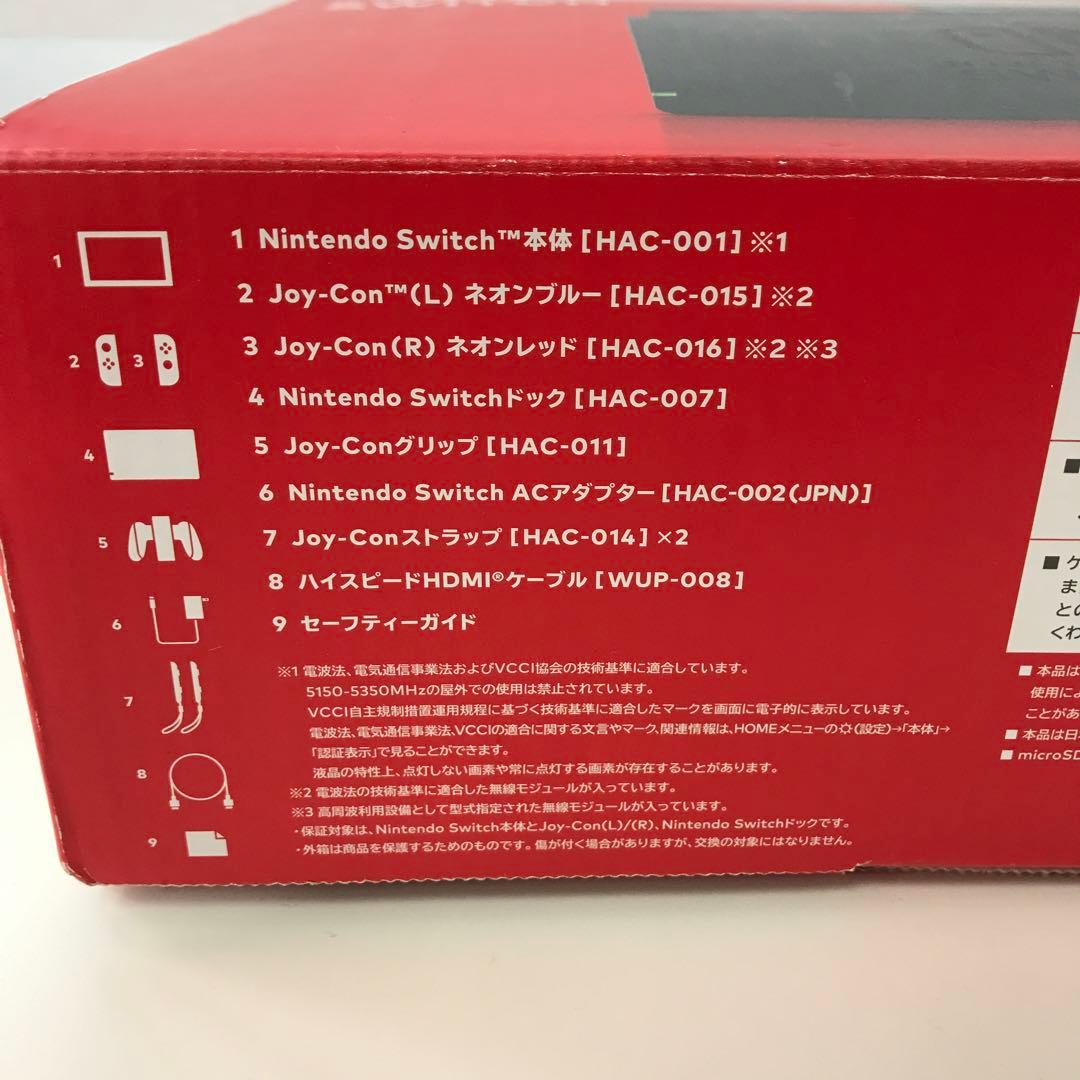 1 Nintendo Switch™本体 [HAC-001] ※1
2 Joy-Con™(L) ネオンブルー [HAC-015] ※2
3 Joy-Con(R) ネオンレッド [HAC-016] ※2 ※3
4 Nintendo Switchドック [HAC-007]
5 Joy-Conグリップ [HAC-011]
6 Nintendo Switch ACアダプター [HAC-002(JPN)]
7 Joy-Conストラップ [HAC-014] ×2
8 ハイスピードHDMI®ケーブル [WUP-008]
9 セーフティーガイド
※1 電波法、電気通信事業法およびVCCI協会の技術基準に適合しています。
5150-5350MHzの屋外での使用は禁止されています。
VCCI自主規制措置運用規程に基づく技術基準に適合したマークを画面に電子的に表示しています。
電波法、電気通信事業法、VCCIの適合に関する文言やマーク、関連情報は、HOMEメニューの(設定)→「本体」→
「認証表示」で見ることができます。
液晶の特性上、点灯しない画素や常に点灯する画素が存在することがあります。
※2 電波法の技術基準に適合した無線モジュールが入っています。
※3 高周波利用設備として型式指定された無線モジュールが入っています。
・保証対象は、Nintendo Switch本体とJoy-Con(L)/(R)、Nintendo Switchドックです。
・外箱は商品を保護するためのものです。傷が付く場合がありますが、交換の対象にはなりません。
1
2
3
4
5
6
7
8
9
■ ケ
ま
との
くわ
■ 本品は
使用によ
ことがあ
■ 本品は日
■ microSD